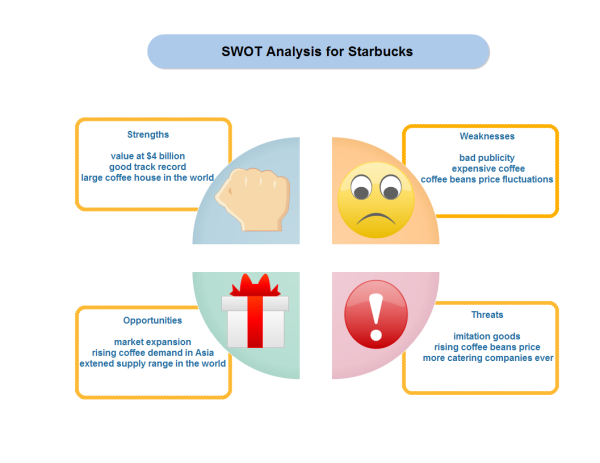 SWOT Analysis for Starbucks
Strengths
value at $4 billion
good track record
large coffee house in the world
Weaknesses
bad publicity
expensive coffee
coffee beans price fluctuations
Opportunities
market expansion
rising coffee demand in Asia
extened supply range in the world
Threats
imitation goods
rising coffee beans price
more catering companies ever